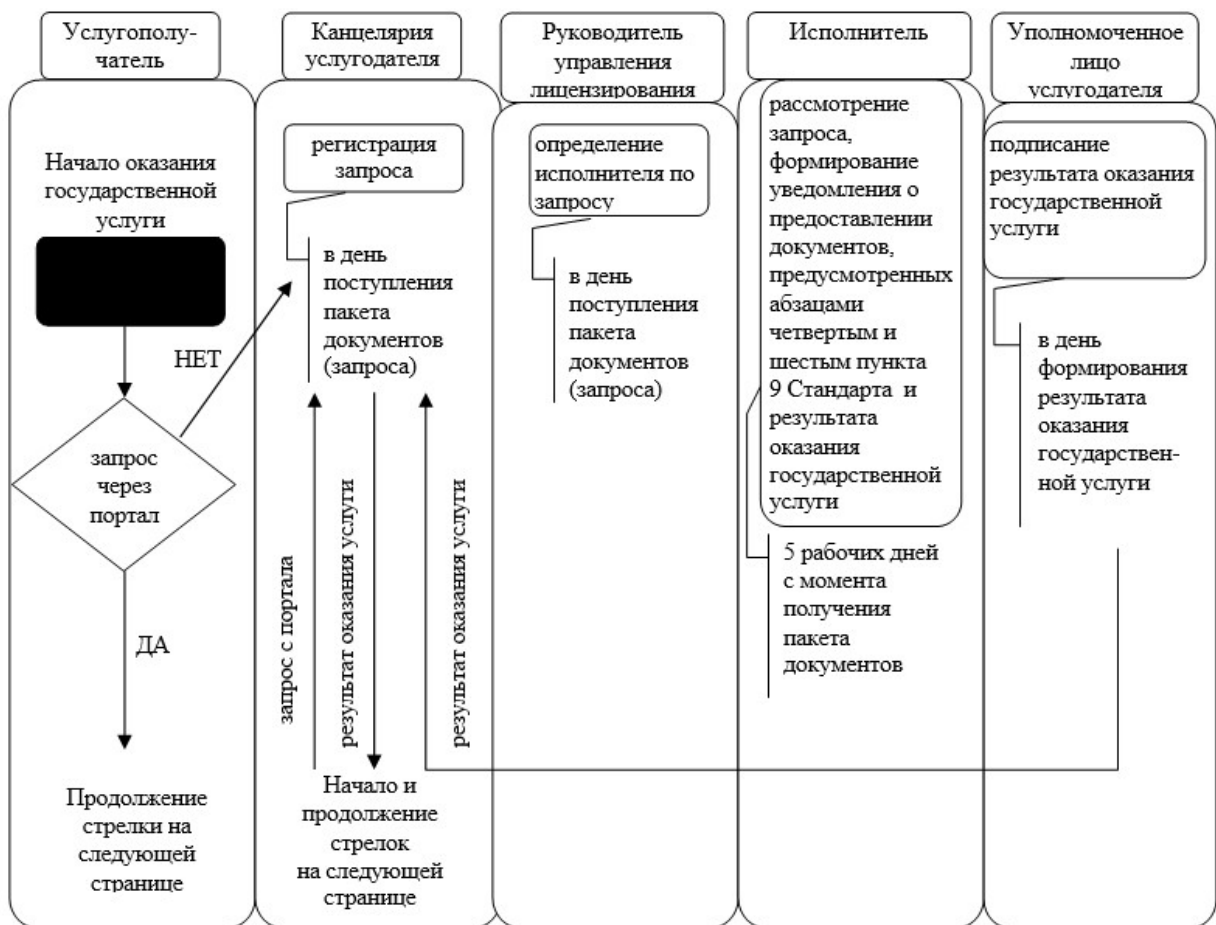 Услугополу-
чатель
Начало оказания
государственной
услуги
НЕТ
запрос
через
портал
ДА
Продолжение
стрелки на
следующей
странице
Канцелярия
услугодателя
регистрация
запроса
в день
поступления
пакета
документов
(запроса)
запрос с портала
результат оказания услуги
результат оказания услуги
Начало и
продолжение
стрелок
на следующей
странице
Руководитель
управления
лицензирования
определение
исполнителя по
запросу
в день
поступления
пакета
документов
(запроса)
Исполнитель
рассмотрение
запроса,
формирование
уведомления о
предоставлении
документов,
предусмотренных
абзацами
четвертым и
шестым пункта
9 Стандарта и
результата
оказания
государственной
услуги
5 рабочих дней
с момента
получения
пакета
документов
Уполномоченное
лицо
услугодателя
подписание
результата оказания
государственной
услуги
в день
формирования
результата
оказания
государствен-
ной услуги